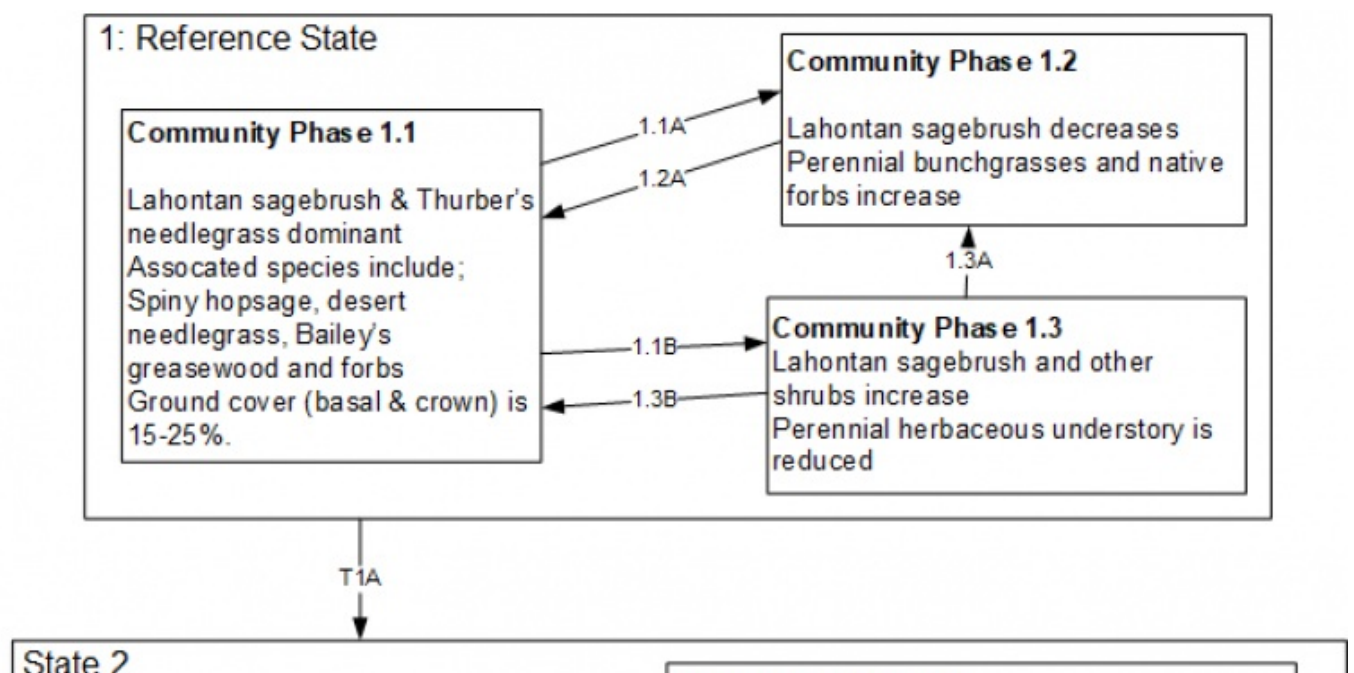 1: Reference State
Community Phase 1.1
Lahontan sagebrush & Thurber's
needlegrass dominant
Assocated species include;
Spiny hopsage, desert
needlegrass, Bailey's
greasewood and forbs
Ground cover (basal & crown) is
15-25%.
1.1A
1.2A
1.1B
1.3B
Community Phase 1.2
Lahontan sagebrush decreases
Perennial bunchgrasses and native
forbs increase
1.3A
Community Phase 1.3
Lahontan sagebrush and other
shrubs increase
Perennial herbaceous understory is
reduced
T1A
State 2